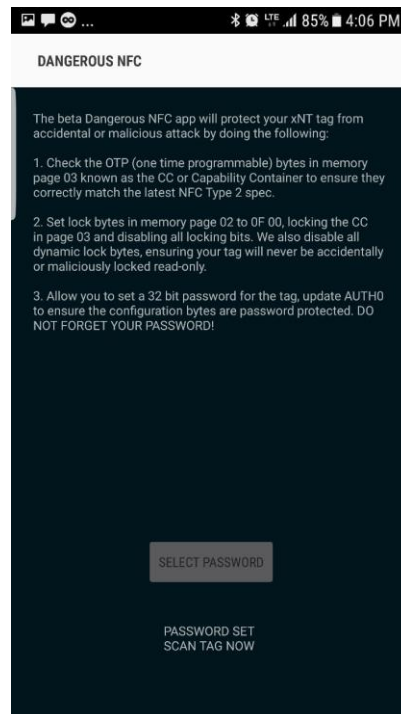 ... LTE 85% 4:06 PM
DANGEROUS NFC
The beta Dangerous NFC app will protect your xNT tag from
accidental or malicious attack by doing the following:
1. Check the OTP (one time programmable) bytes in memory
page 03 known as the CC or Capability Container to ensure they
correctly match the latest NFC Type 2 spec.
2. Set lock bytes in memory page 02 to 0F 00, locking the CC
in page 03 and disabling all locking bits. We also disable all
dynamic lock bytes, ensuring your tag will never be accidentally
or maliciously locked read-only.
3. Allow you to set a 32 bit password for the tag, update AUTH0
to ensure the configuration bytes are password protected. DO
NOT FORGET YOUR PASSWORD!
SELECT PASSWORD
PASSWORD SET
SCAN TAG NOW